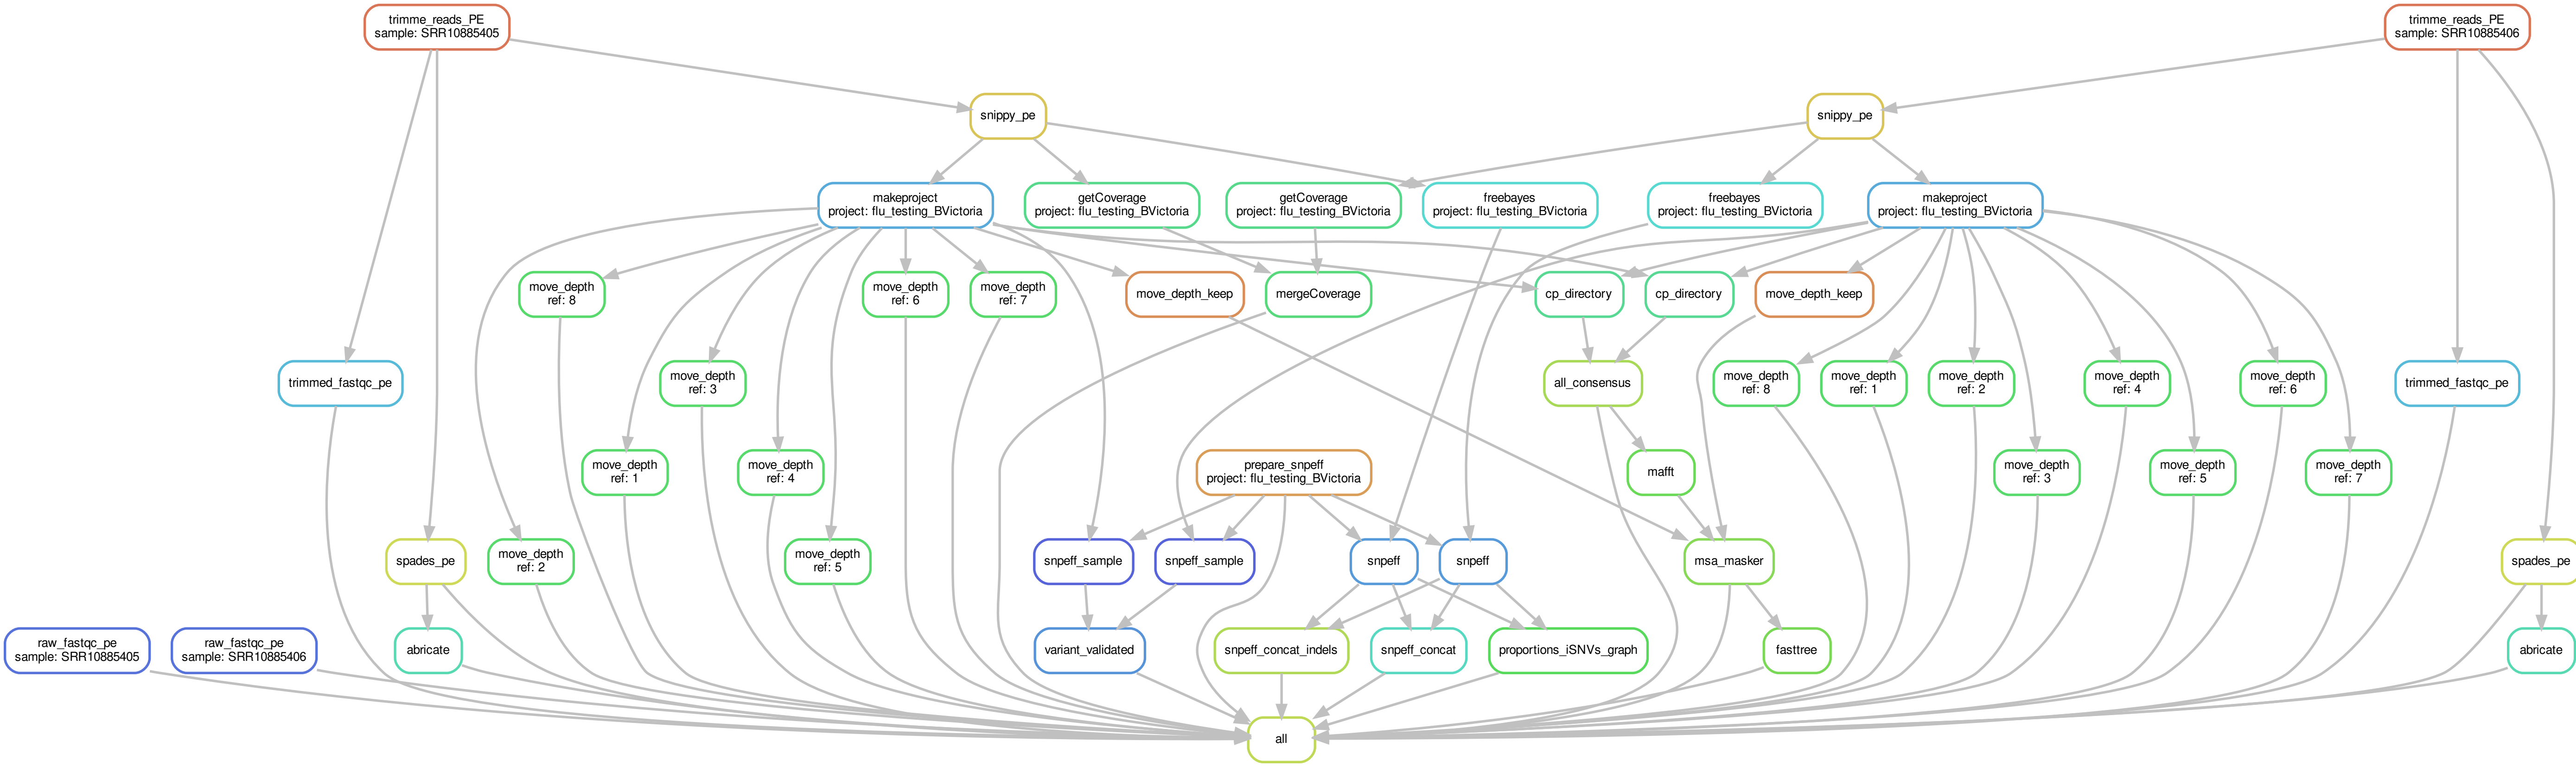 trimme_reads_PE
sample: SRR10885405
trimme_reads_PE
sample: SRR10885406
snippy_pe
snippy_pe
makeproject
project: flu_testing_BVictoria
getCoverage
project: flu_testing_BVictoria
getCoverage
project: flu_testing_BVictoria
freebayes
project: flu_testing_BVictoria
freebayes
project: flu_testing_BVictoria
makeproject
project: flu_testing_BVictoria
move_depth
ref: 8
move_depth
ref: 6
move_depth
ref: 7
move_depth_keep
mergeCoverage
cp_directory
cp_directory
move_depth_keep
trimmed_fastqc_pe
move_depth
ref: 3
all_consensus
move_depth
ref: 8
move_depth
ref: 1
move_depth
ref: 2
move_depth
ref: 4
move_depth
ref: 6
trimmed_fastqc_pe
move_depth
ref: 1
move_depth
ref: 4
prepare_snpeff
project: flu_testing_BVictoria
mafft
move_depth
ref: 3
move_depth
ref: 5
move_depth
ref: 7
spades_pe
move_depth
ref: 2
move_depth
ref: 5
snpeff_sample
snpeff_sample
snpeff
snpeff
msa_masker
spades_pe
raw_fastqc_pe
sample: SRR10885405
raw_fastqc_pe
sample: SRR10885406
abricate
variant_validated
snpeff_concat_indels
snpeff_concat
proportions_iSNVs_graph
fasttree
abricate
all